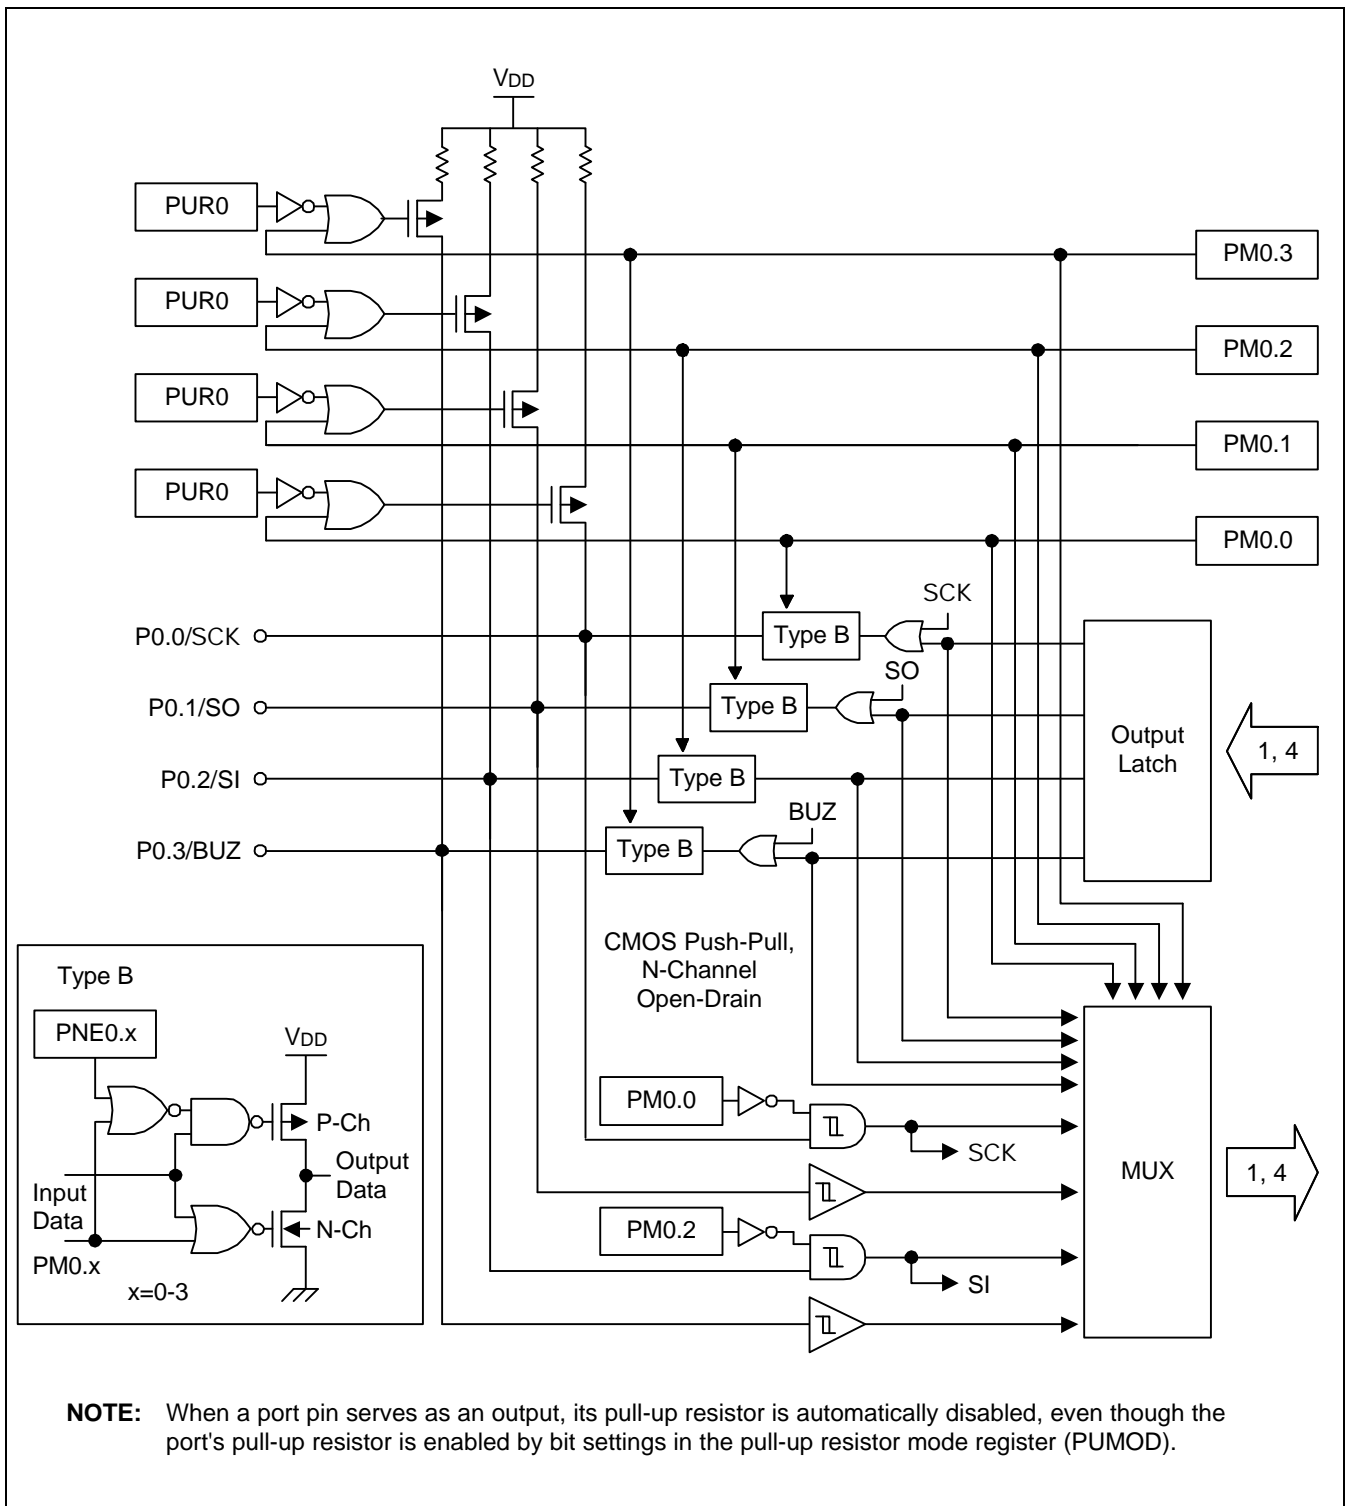 VDD
PUR0
PM0.3
PUR0
PM0.2
PUR0
PM0.1
PUR0
PM0.0
SCK
P0.0/SCK
Type B
SO
P0.1/SO
Type B
Output
Latch
1, 4
P0.2/SI
Type B
BUZ
P0.3/BUZ
Type B
CMOS Push-Pull,
N-Channel
Open-Drain
Type B
PNE0.x
VDD
P-Ch
Output
Data
Input
Data
N-Ch
PM0.x
x=0-3
PM0.0
SCK
MUX
1, 4
PM0.2
SI
NOTE: When a port pin serves as an output, its pull-up resistor is automatically disabled, even though the
port's pull-up resistor is enabled by bit settings in the pull-up resistor mode register (PUMOD).